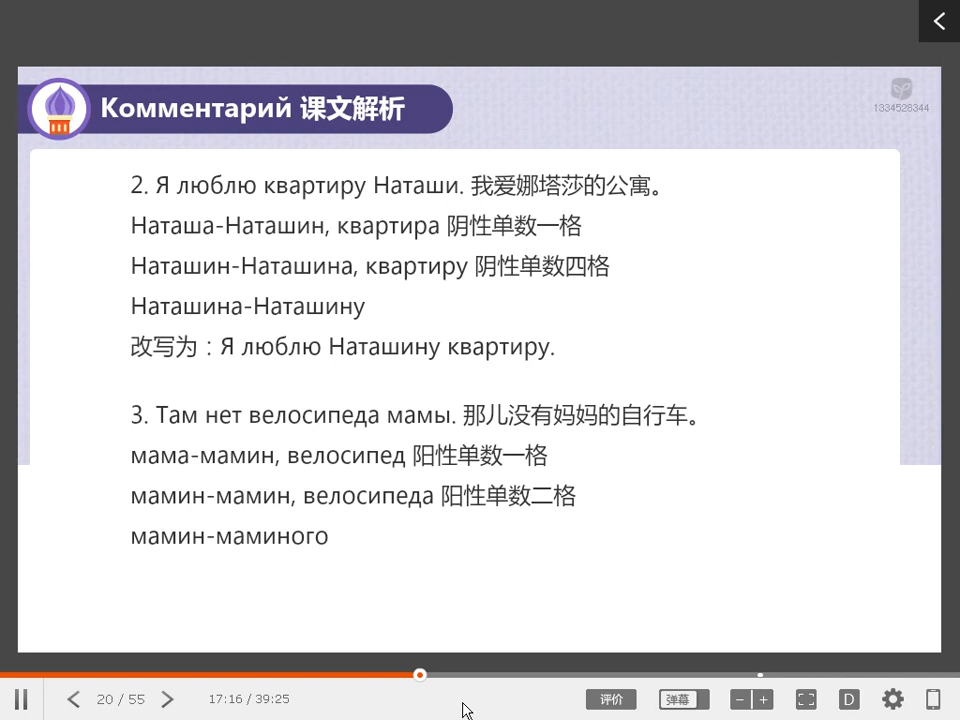 Комментарий 课文解析
1334528344
2. Я люблю квартиру Наташи. 我爱娜塔莎的公寓。
Наташа-Наташин, квартира 阴性单数一格
Наташин-Наташина, квартиру 阴性单数四格
Наташина-Наташину
改写为：Я люблю Наташину квартиру.
3. Там нет велосипеда мамы. 那儿没有妈妈的自行车。
мама-мамин, велосипед 阳性单数一格
мамин-мамин, велосипеда 阳性单数二格
мамин-маминого
20 / 55
17:16 / 39:25
评价
弹幕
D